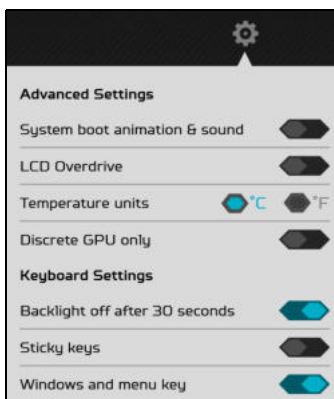 Advanced Settings
System boot animation & sound
LCD Overdrive
Temperature units °C °F
Discrete GPU only
Keyboard Settings
Backlight off after 30 seconds
Sticky keys
Windows and menu key